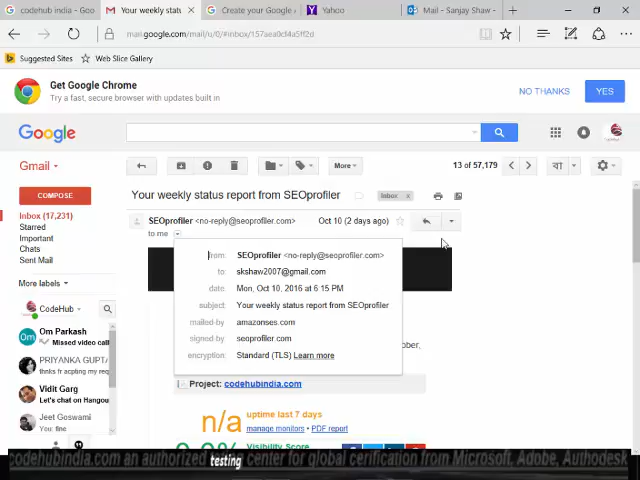 codehub india - Goo
Your weekly statu
Create your Google
Yahoo
Mail - Sanjay Shaw
mail.google.com/mail/u/0/#inbox/157aea0cf4a5ff2d
Suggested Sites
Web Slice Gallery
Get Google Chrome
Try a fast, secure browser with updates built in
NO THANKS
YES
Google
Gmail
More
13 of 57,179
COMPOSE
Your weekly status report from SEOprofiler
Inbox x
Inbox (17,231)
Starred
Important
Chats
Sent Mail
More labels
SEOprofiler <no-reply@seoprofiler.com>
Oct 10 (2 days ago)
to me
from: SEOprofiler <no-reply@seoprofiler.com>
to: skshaw2007@gmail.com
date: Mon, Oct 10, 2016 at 6:15 PM
subject: Your weekly status report from SEOprofiler
mailed by: amazonses.com
signed by: seoprofiler.com
encryption: Standard (TLS) Learn more
ober,
CodeHub
Om Parkash
Missed video call
PRIYANKA GUPTA
thnks fr acpting my req
Vidit Garg
Let's chat on Hangou
Jeet Goswami
You: fine
Project: codehubindia.com
n/a uptime last 7 days
manage monitors • PDF report
Visibility Score
codehubindia.com an authorized testing center for global cerification from Microsoft, Adobe, Authodesk